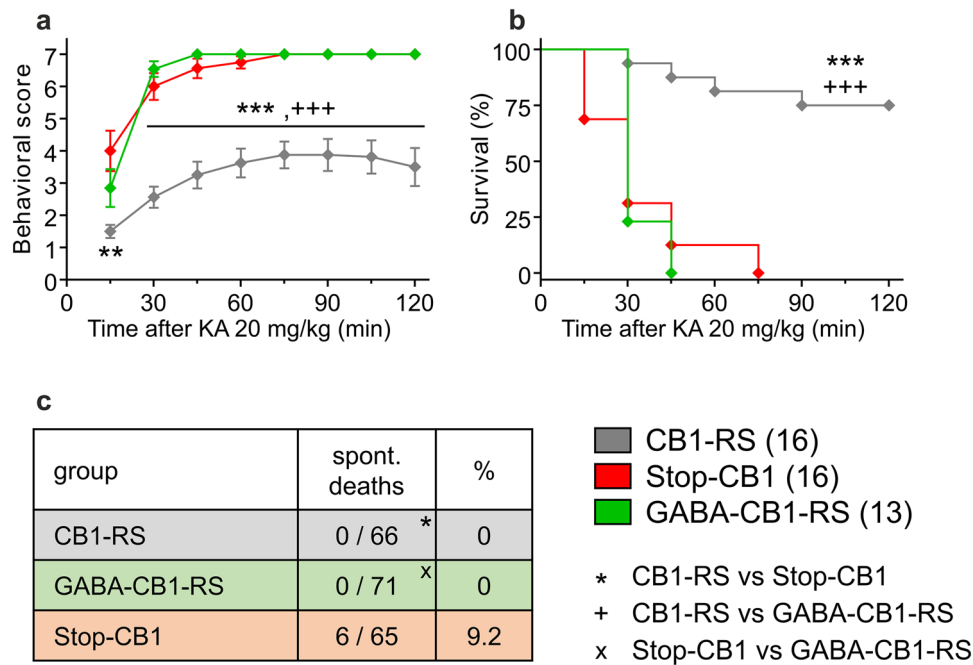 a
Behavioral score
7
6
5
4
3
2
1
0
*** ,+++
**
0 30 60 90 120
Time after KA 20 mg/kg (min)
b
Survival (%)
100
75
50
25
0
***
+++
0 30 60 90 120
Time after KA 20 mg/kg (min)
c
group spont. deaths %
CB1-RS 0 / 66 * 0
GABA-CB1-RS 0 / 71 x 0
Stop-CB1 6 / 65 9.2
CB1-RS (16)
Stop-CB1 (16)
GABA-CB1-RS (13)
* CB1-RS vs Stop-CB1
+ CB1-RS vs GABA-CB1-RS
x Stop-CB1 vs GABA-CB1-RS